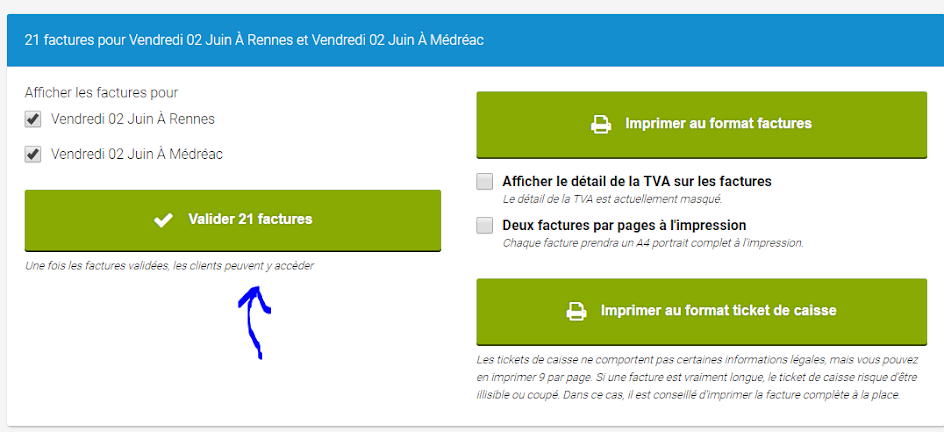 21 factures pour Vendredi 02 Juin À Rennes et Vendredi 02 Juin À Médréac
Afficher les factures pour
Vendredi 02 Juin À Rennes
Vendredi 02 Juin À Médréac
Valider 21 factures
Une fois les factures validées, les clients peuvent y accèder
Imprimer au format factures
Afficher le détail de la TVA sur les factures
Le détail de la TVA est actuellement masqué.
Deux factures par pages à l'impression
Chaque facture prendra un A4 portrait complet à l'impression.
Imprimer au format ticket de caisse
Les tickets de caisse ne comportent pas certaines informations légales, mais vous pouvez
en imprimer 9 par page. Si une facture est vraiment longue, le ticket de caisse risque d'être
illisible ou coupé. Dans ce cas, il est conseillé d'imprimer la facture complète à la place.